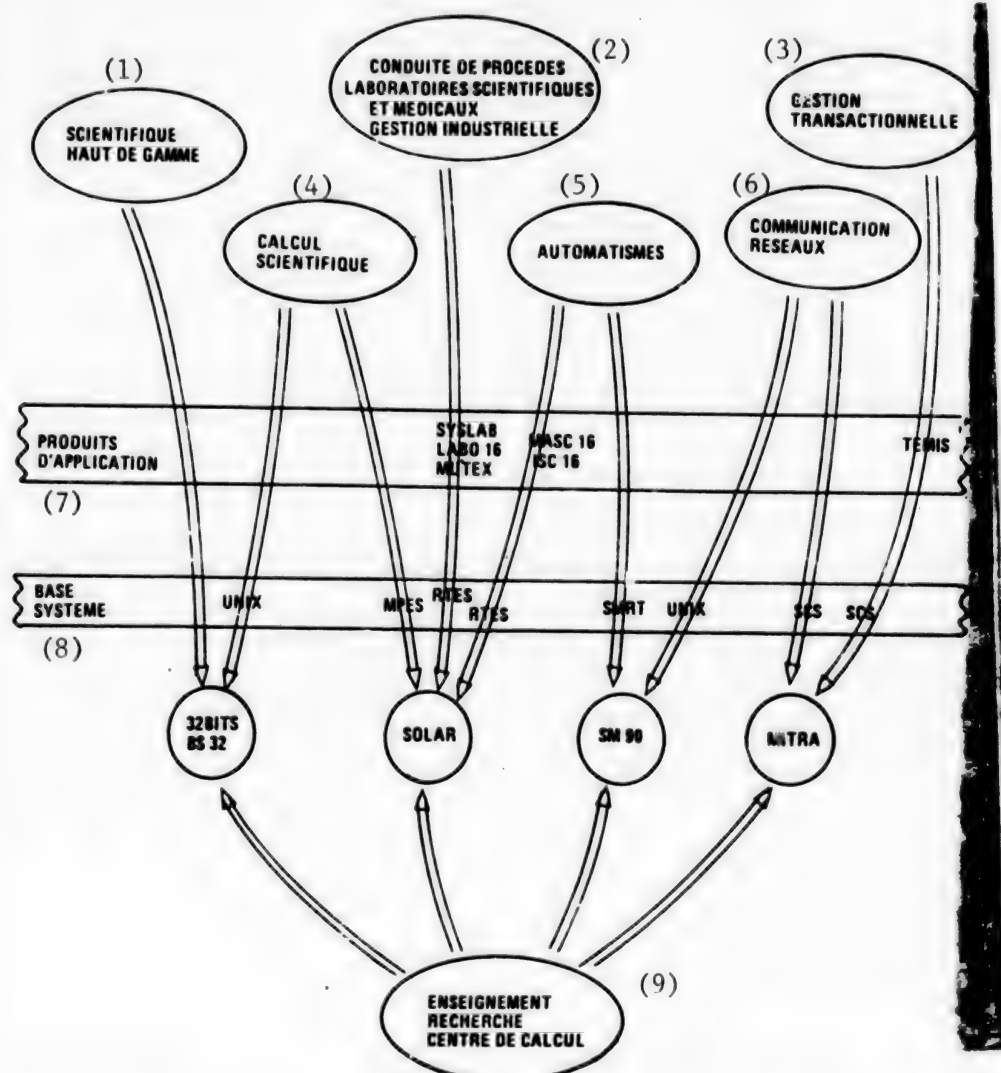 (1)
SCIENTIFIQUE
HAUT DE GAMME
(2)
CONDUITE DE PROCEDES
LABORATOIRES SCIENTIFIQUES
ET MEDICAUX
GESTION INDUSTRIELLE
(3)
GESTION
TRANSACTIONNELLE
(4)
CALCUL
SCIENTIFIQUE
(5)
AUTOMATISMES
(6)
COMMUNICATION
RESEAUX
PRODUITS
D'APPLICATION
(7)
SYSLAB
LABO 16
MUTEX
MASC 16
ISC 16
TEMIS
BASE
SYSTEME
(8)
UNIX
MPES
RTES
RTES
SMRT
UNIX
SCS
SCS
32BITS
BS 32
SOLAR
SM 90
MITRA
(9)
ENSEIGNEMENT
RECHERCHE
CENTRE DE CALCUL